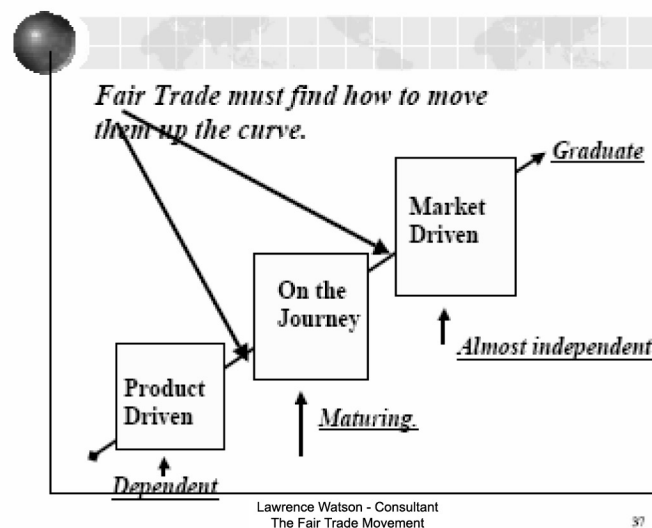 Fair Trade must find how to move
them up the curve.
Graduate
Market
Driven
On the
Journey
Almost independent
Product
Driven
Maturing.
Dependent
Lawrence Watson - Consultant
The Fair Trade Movement
37